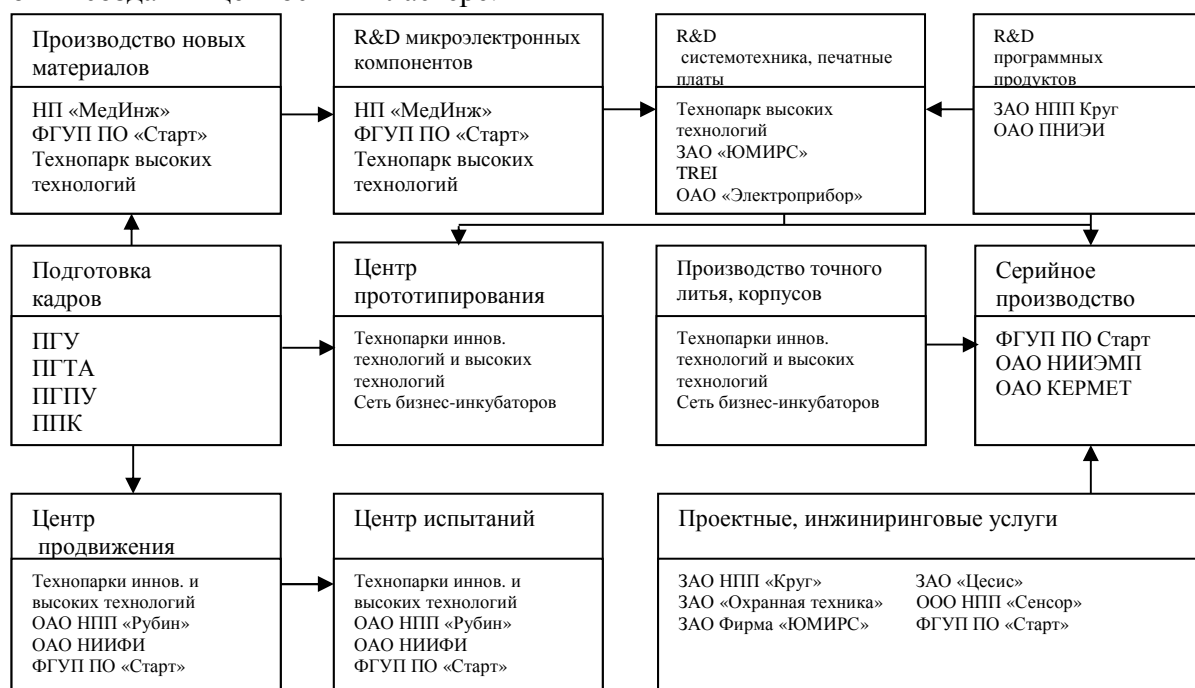 Производство новых
материалов
НП «МедИнж»
ФГУП ПО «Старт»
Технопарк высоких
технологий
R&D микроэлектронных
компонентов
НП «МедИнж»
ФГУП ПО «Старт»
Технопарк высоких
технологий
R&D
системотехника, печатные
платы
Технопарк высоких
технологий
ЗАО «ЮМИРС»
TREI
ОАО «Электроприбор»
R&D
программных
продуктов
ЗАО НПП Круг
ОАО ПНИЭИ
Подготовка
кадров
ПГУ
ПГТА
ПГПУ
ППК
Центр
прототипирования
Технопарки иннов.
технологий и высоких
технологий
Сеть бизнес-инкубаторов
Производство точного
литья, корпусов
Технопарки иннов.
технологий и высоких
технологий
Сеть бизнес-инкубаторов
Серийное
производство
ФГУП ПО Старт
ОАО НИИЭМП
ОАО КЕРМЕТ
Центр
продвижения
Технопарки иннов. и
высоких технологий
ОАО НПП «Рубин»
ОАО НИИФИ
ФГУП ПО «Старт»
Центр испытаний
Технопарки иннов. и
высоких технологий
ОАО НПП «Рубин»
ОАО НИИФИ
ФГУП ПО «Старт»
Проектные, инжиниринговые услуги
ЗАО НПП «Круг»
ЗАО «Охранная техника»
ЗАО Фирма «ЮМИРС»
ЗАО «Цесис»
ООО НПП «Сенсор»
ФГУП ПО «Старт»